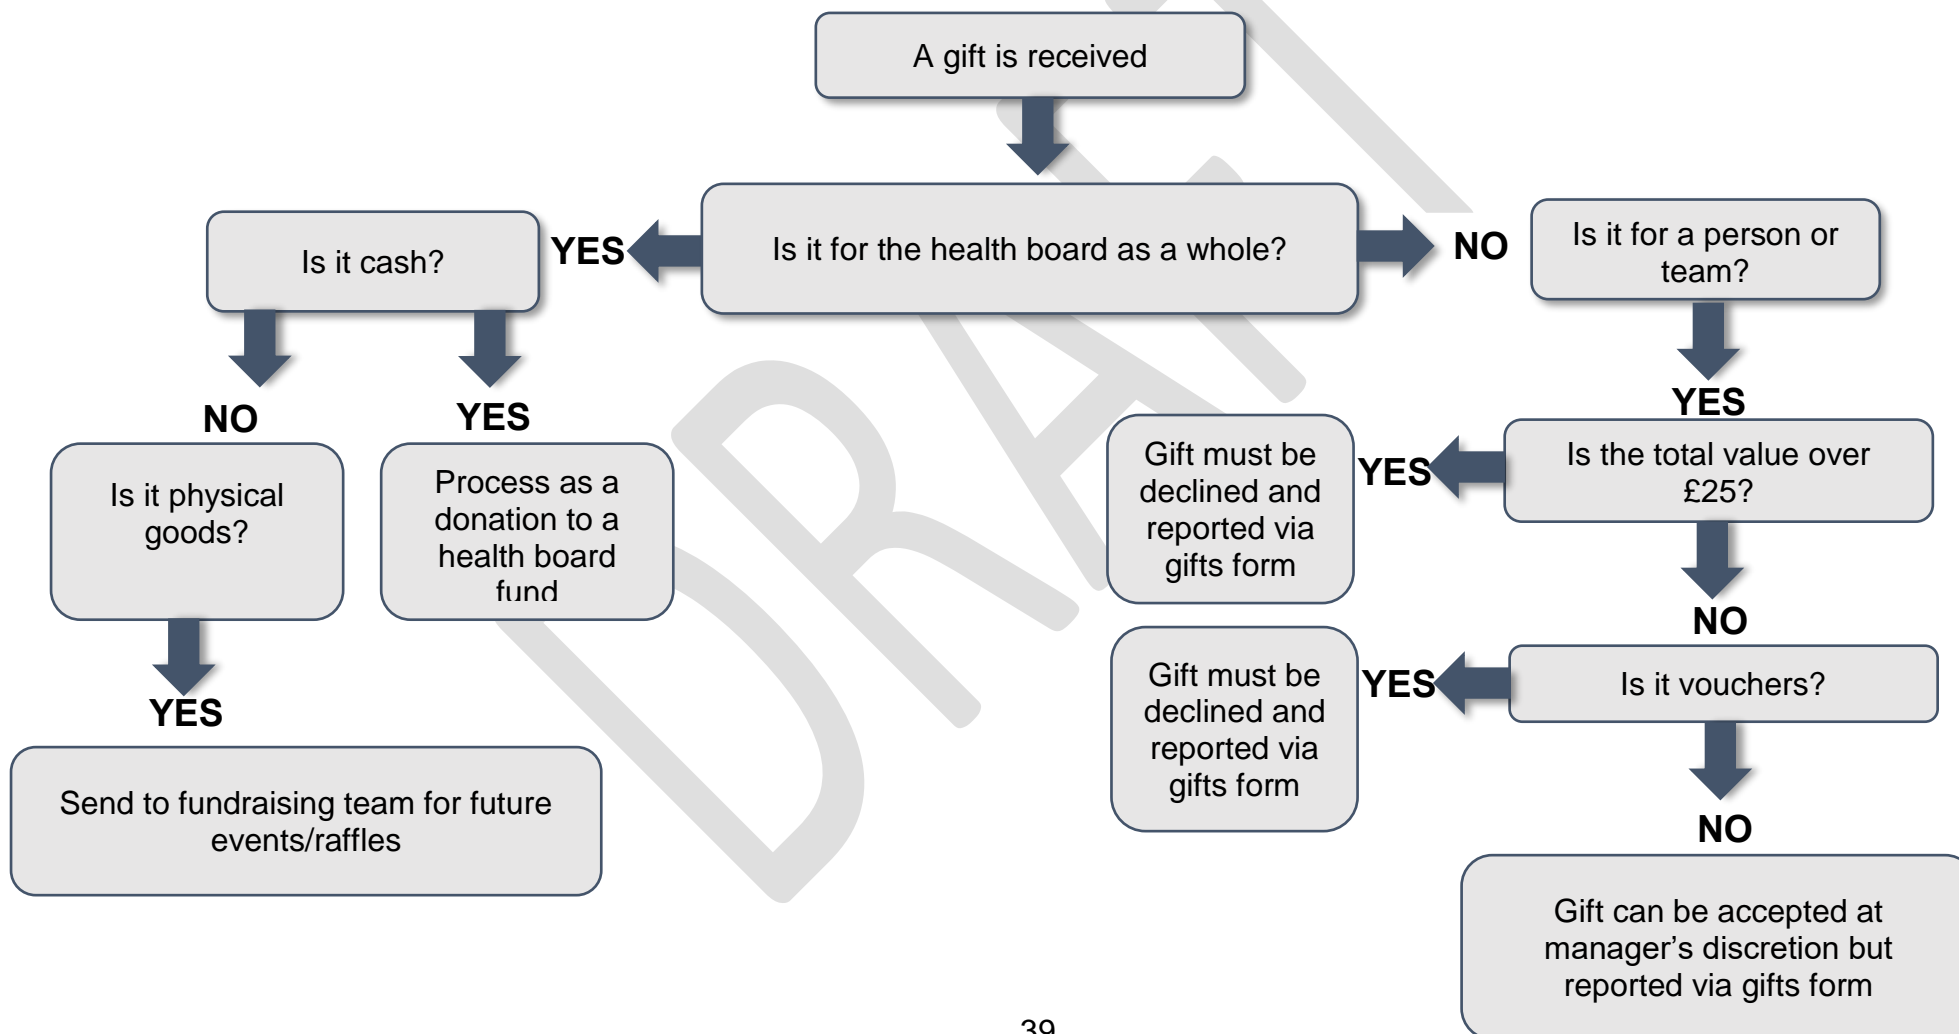 A gift is received
Is it for the health board as a whole?
YES
NO
Is it cash?
NO
YES
Is it physical
goods?
YES
Send to fundraising team for future
events/raffles
Process as a
donation to a
health board
fund
Is it for a person or
team?
YES
Is the total value over
£25?
YES
Gift must be
declined and
reported via
gifts form
NO
Is it vouchers?
YES
Gift must be
declined and
reported via
gifts form
NO
Gift can be accepted at
manager’s discretion but
reported via gifts form
DRAFT
39